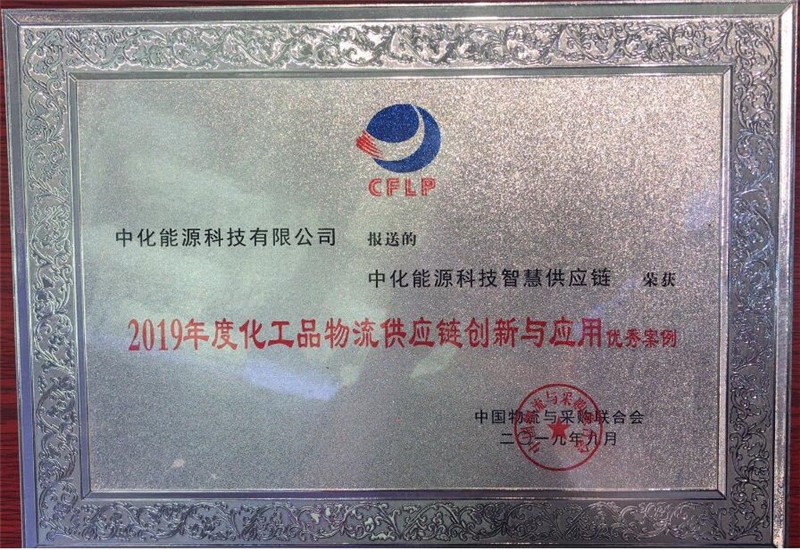 CFLP
中化能源科技有限公司 报送的
中化能源科技智慧供应链 荣获
2019年度化工品物流供应链创新与应用优秀案例
中国物流与采购联合会
二〇一九年九月